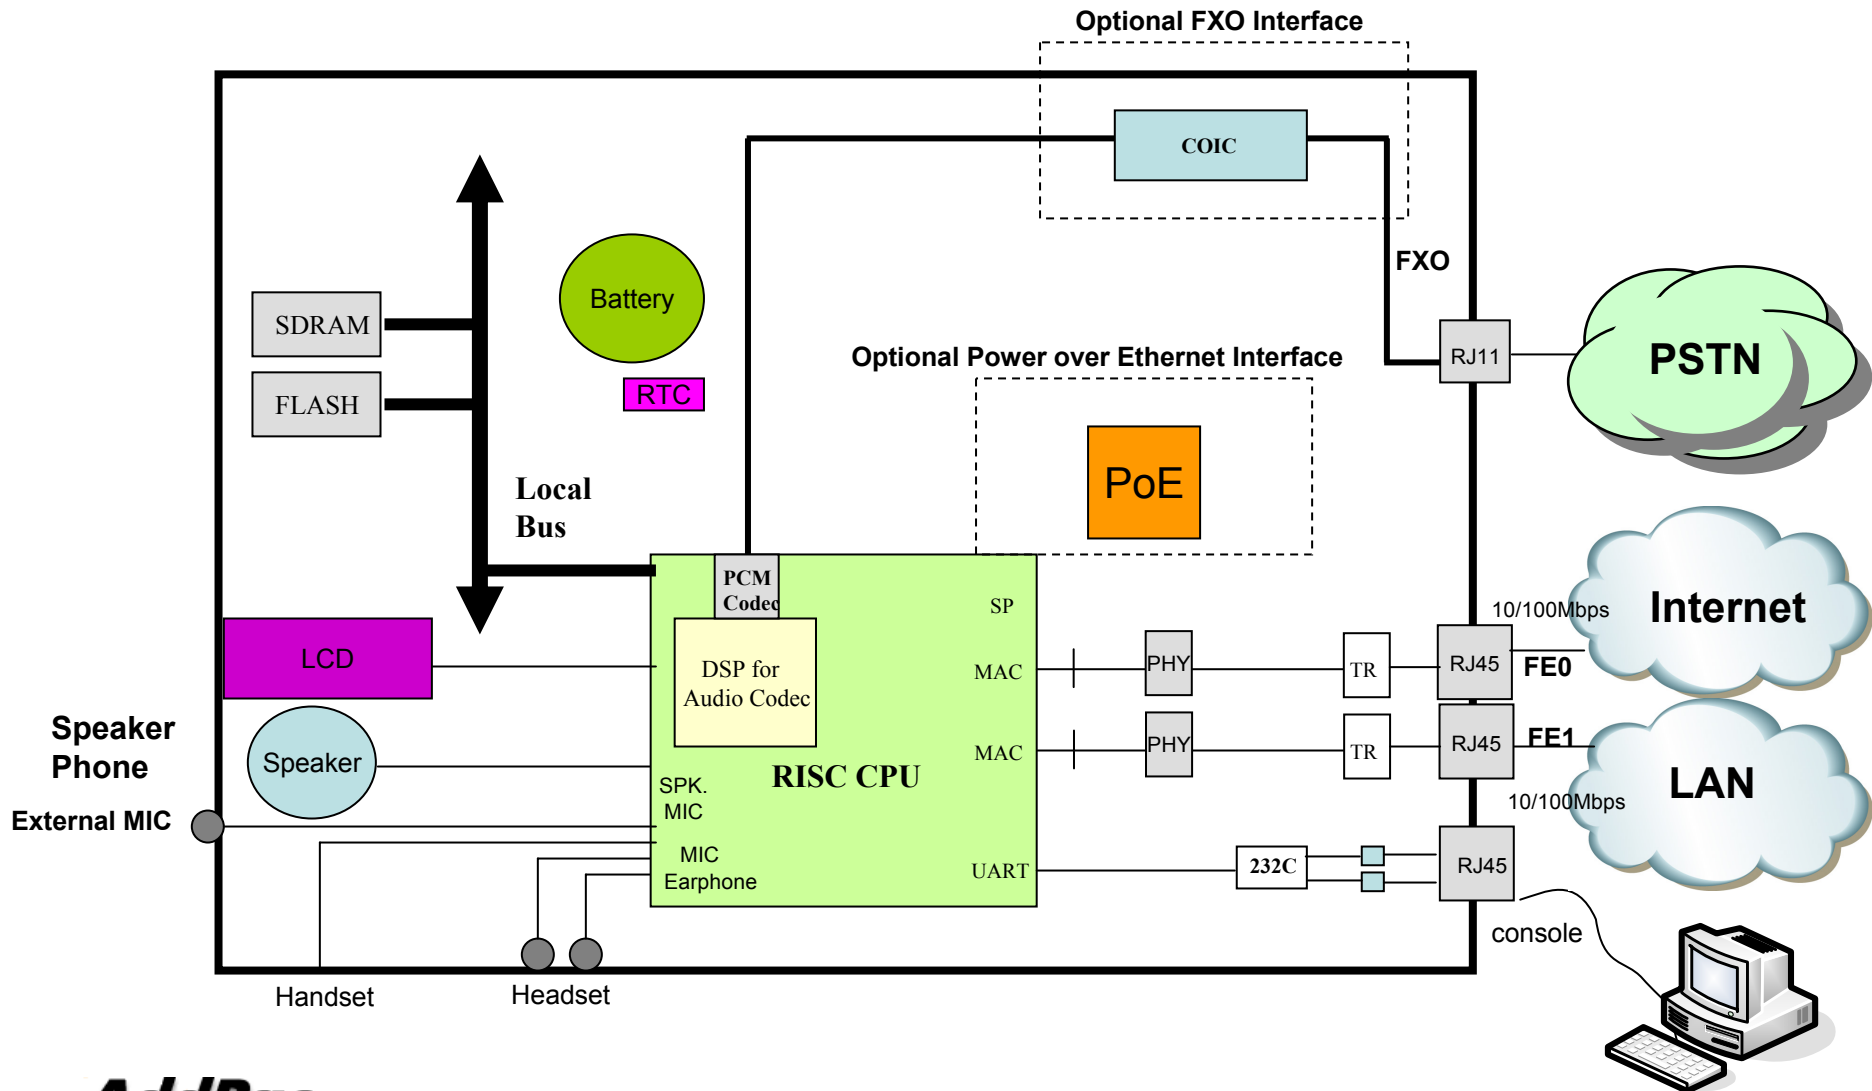 Optional FXO Interface
COIC
FXO
Battery
SDRAM
RJ11
PSTN
Optional Power over Ethernet Interface
RTC
FLASH
PoE
Local
Bus
PCM
Codec
SP
10/100Mbps
Internet
LCD
DSP for
Audio Codec
MAC
PHY
TR
RJ45
FE0
Speaker
Phone
Speaker
MAC
PHY
TR
RJ45
FE1
RISC CPU
LAN
SPK.
MIC
10/100Mbps
External MIC
MIC
Earphone
UART
232C
RJ45
console
Handset
Headset